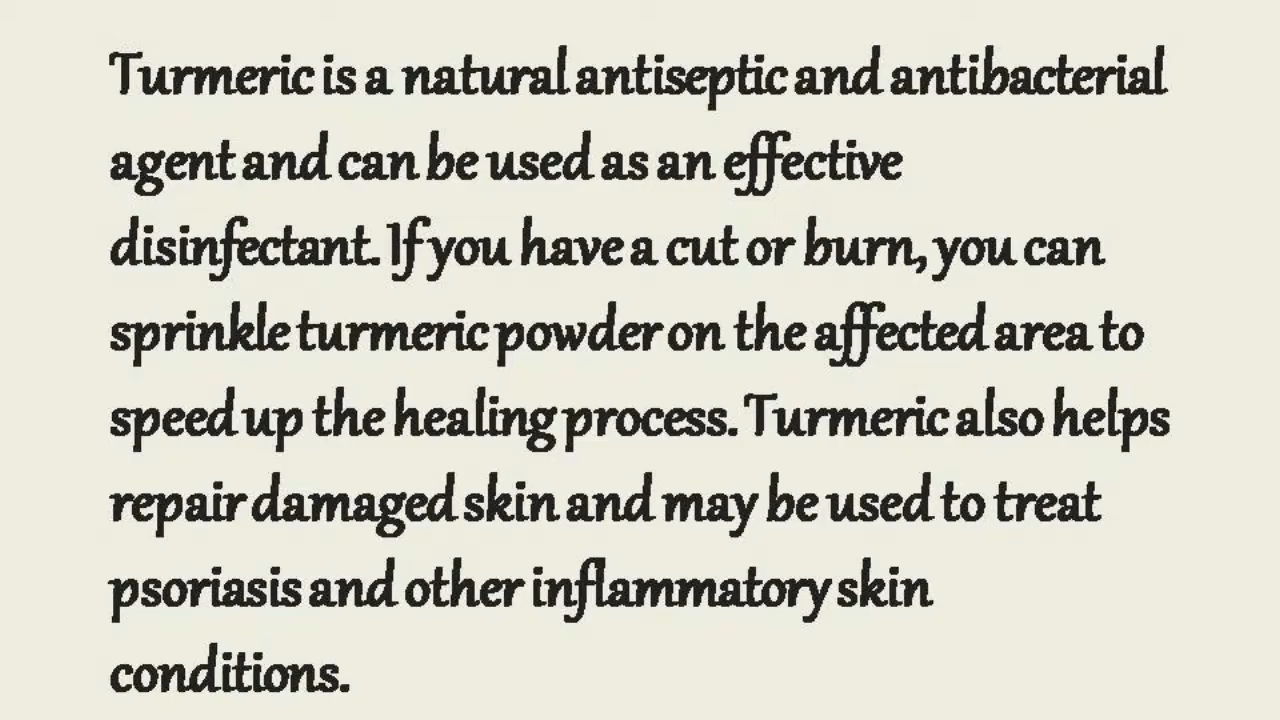 Turmeric is a natural antiseptic and antibacterial
agent and can be used as an effective
disinfectant. If you have a cut or burn, you can
sprinkle turmeric powder on the affected area to
speed up the healing process. Turmeric also helps
repair damaged skin and may be used to treat
psoriasis and other inflammatory skin
conditions.